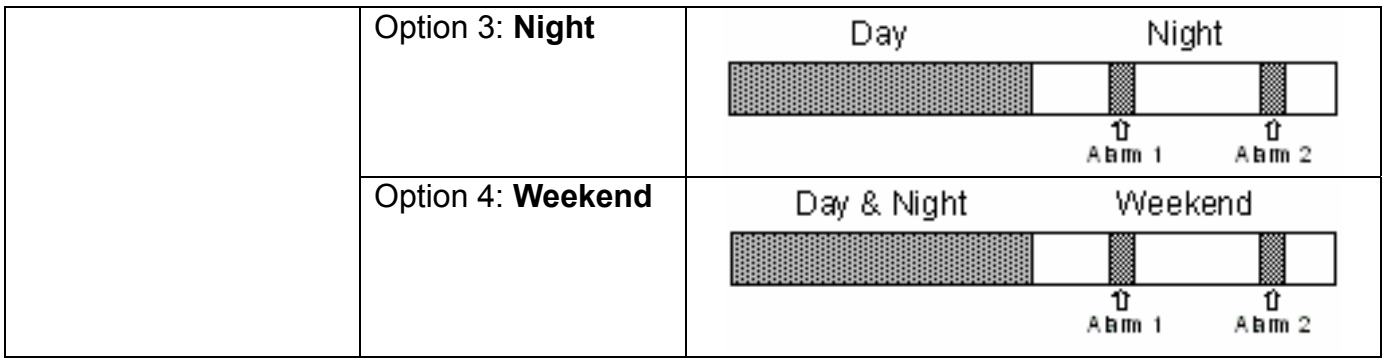 Option 3: Night
Day Night
Alarm 1 Alarm 2
Option 4: Weekend
Day & Night Weekend
Alarm 1 Alarm 2